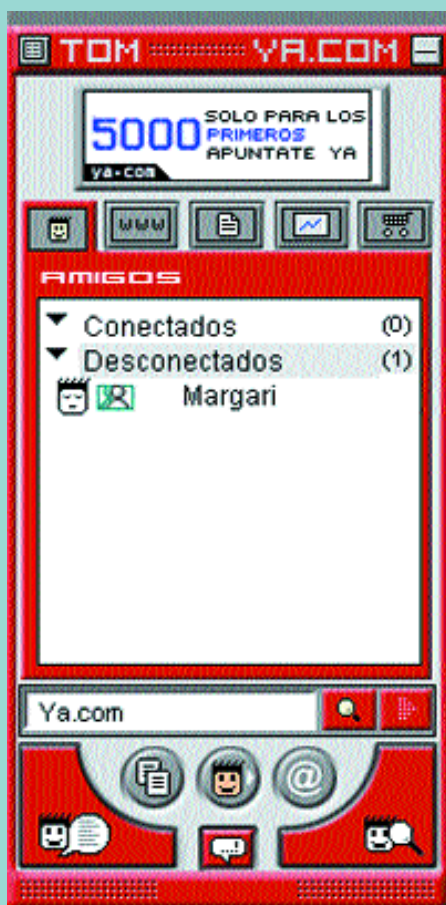 TOM YA.COM
5000 SOLO PARA LOS
PRIMEROS
APUNTATE YA
ya.com
WWW
AMIGOS
Conectados (0)
Desconectados (1)
Margari
Ya.com
@